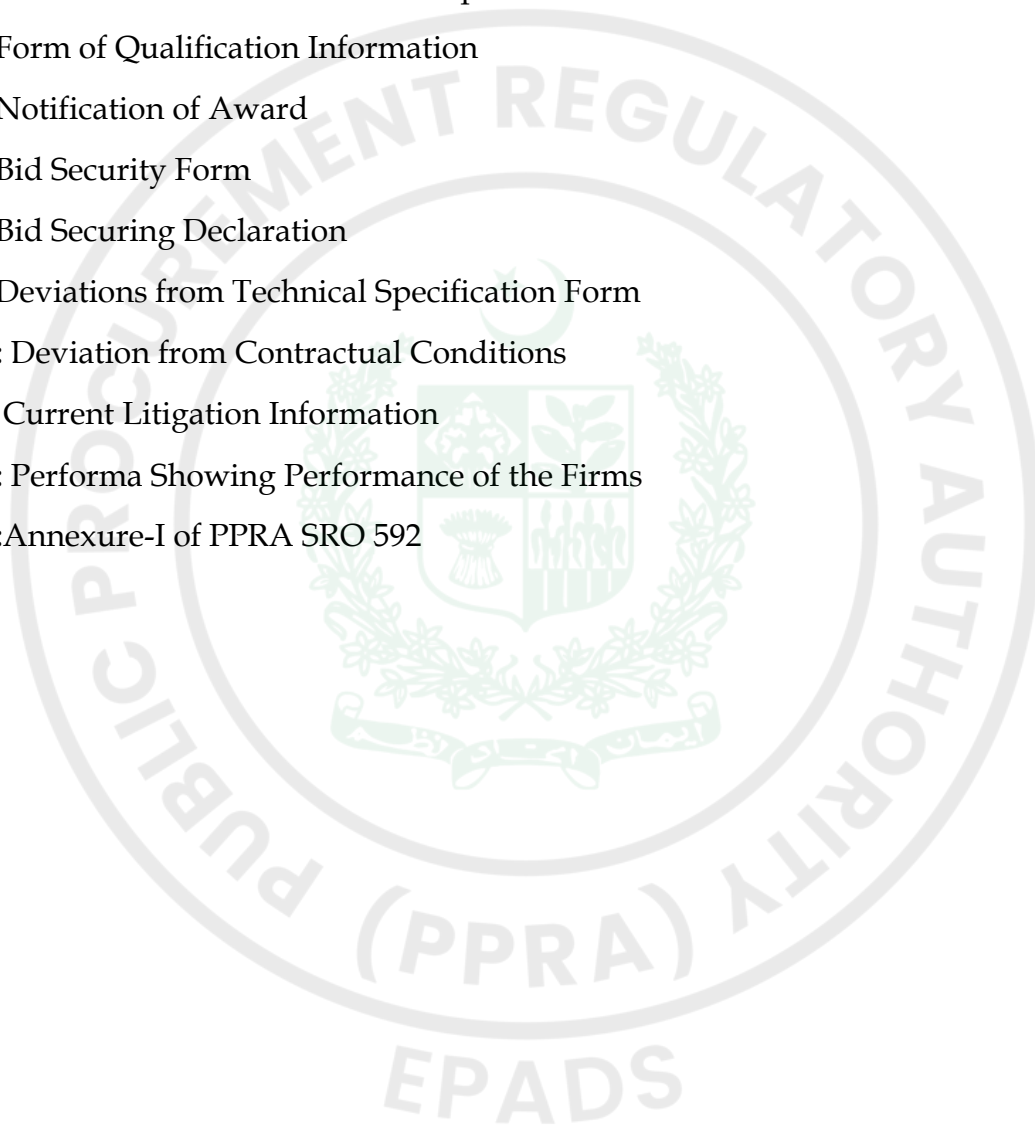 Form of Qualification Information
Notification of Award
Bid Security Form
Bid Securing Declaration
Deviations from Technical Specification Form
: Deviation from Contractual Conditions
Current Litigation Information
: Performa Showing Performance of the Firms
:Annexure-I of PPRA SRO 592
PUBLIC PROCUREMENT REGULATORY AUTHORITY
(PPRA)
EPADS